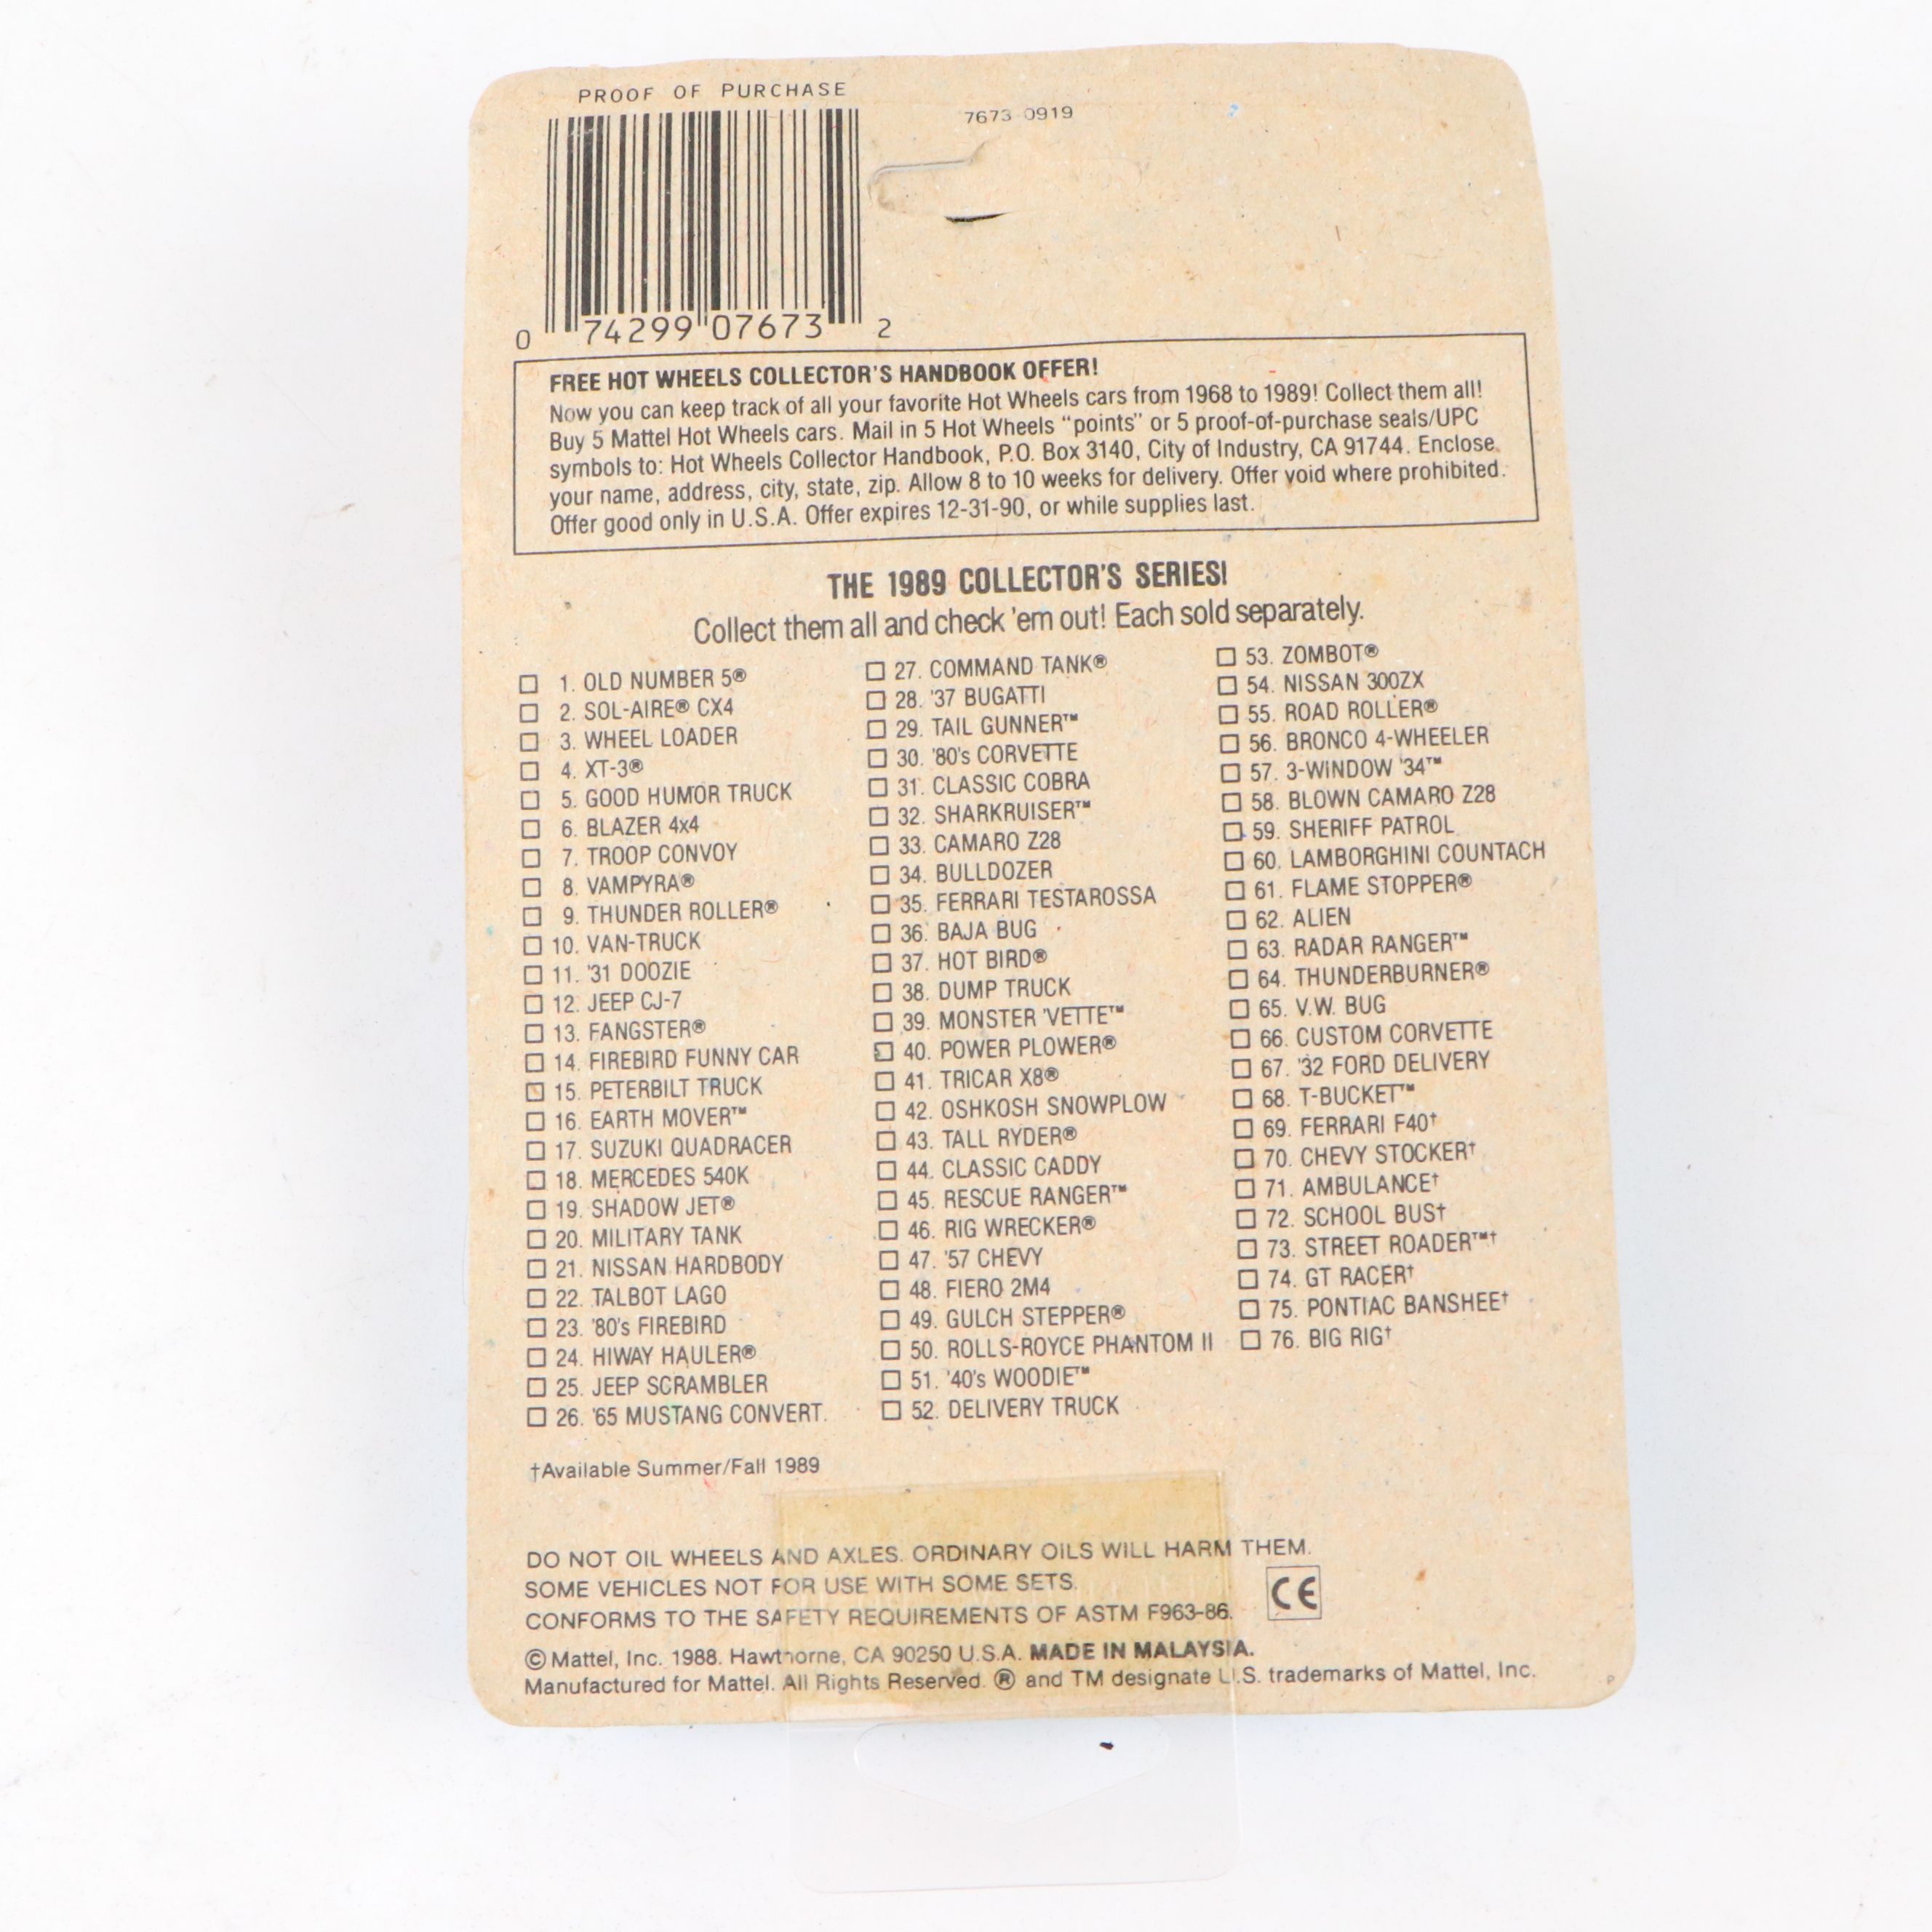 PROOF OF PURCHASE
7673 0919
0 74299 07673 2
FREE HOT WHEELS COLLECTOR'S HANDBOOK OFFER!
Now you can keep track of all your favorite Hot Wheels cars from 1968 to 1989! Collect them all!
Buy 5 Mattel Hot Wheels cars. Mail in 5 Hot Wheels "points" or 5 proof-of-purchase seals/UPC
symbols to: Hot Wheels Collector Handbook, P.O. Box 3140, City of Industry, CA 91744. Enclose
your name, address, city, state, zip. Allow 8 to 10 weeks for delivery. Offer void where prohibited.
Offer good only in U.S.A. Offer expires 12-31-90, or while supplies last.
THE 1989 COLLECTOR'S SERIES!
Collect them all and check 'em out! Each sold separately.
1. OLD NUMBER 5®
2. SOL-AIRE® CX4
3. WHEEL LOADER
4. XT-3®
5. GOOD HUMOR TRUCK
6. BLAZER 4x4
7. TROOP CONVOY
8. VAMPYRA®
9. THUNDER ROLLER®
10. VAN-TRUCK
11. '31 DOOZIE
12. JEEP CJ-7
13. FANGSTER®
14. FIREBIRD FUNNY CAR
15. PETERBILT TRUCK
16. EARTH MOVER™
17. SUZUKI QUADRACER
18. MERCEDES 540K
19. SHADOW JET®
20. MILITARY TANK
21. NISSAN HARDBODY
22. TALBOT LAGO
23. '80's FIREBIRD
24. HIWAY HAULER®
25. JEEP SCRAMBLER
26. '65 MUSTANG CONVERT.
27. COMMAND TANK®
28. '37 BUGATTI
29. TAIL GUNNER™
30. '80's CORVETTE
31. CLASSIC COBRA
32. SHARKRUISER™
33. CAMARO Z28
34. BULLDOZER
35. FERRARI TESTAROSSA
36. BAJA BUG
37. HOT BIRD®
38. DUMP TRUCK
39. MONSTER 'VETTE™
40. POWER PLOWER®
41. TRICAR X8®
42. OSHKOSH SNOWPLOW
43. TALL RYDER®
44. CLASSIC CADDY
45. RESCUE RANGER™
46. RIG WRECKER®
47. '57 CHEVY
48. FIERO 2M4
49. GULCH STEPPER®
50. ROLLS-ROYCE PHANTOM II
51. '40's WOODIE™
52. DELIVERY TRUCK
53. ZOMBOT®
54. NISSAN 300ZX
55. ROAD ROLLER®
56. BRONCO 4-WHEELER
57. 3-WINDOW '34™
58. BLOWN CAMARO Z28
59. SHERIFF PATROL
60. LAMBORGHINI COUNTACH
61. FLAME STOPPER®
62. ALIEN
63. RADAR RANGER™
64. THUNDERBURNER®
65. V.W. BUG
66. CUSTOM CORVETTE
67. '32 FORD DELIVERY
68. T-BUCKET™
69. FERRARI F40†
70. CHEVY STOCKER†
71. AMBULANCE†
72. SCHOOL BUS†
73. STREET ROADER™†
74. GT RACER†
75. PONTIAC BANSHEE†
76. BIG RIG†
†Available Summer/Fall 1989
DO NOT OIL WHEELS AND AXLES. ORDINARY OILS WILL HARM THEM.
SOME VEHICLES NOT FOR USE WITH SOME SETS.
CONFORMS TO THE SAFETY REQUIREMENTS OF ASTM F963-86.
CE
©Mattel, Inc. 1988. Hawthorne, CA 90250 U.S.A. MADE IN MALAYSIA.
Manufactured for Mattel. All Rights Reserved. ® and TM designate U.S. trademarks of Mattel, Inc.